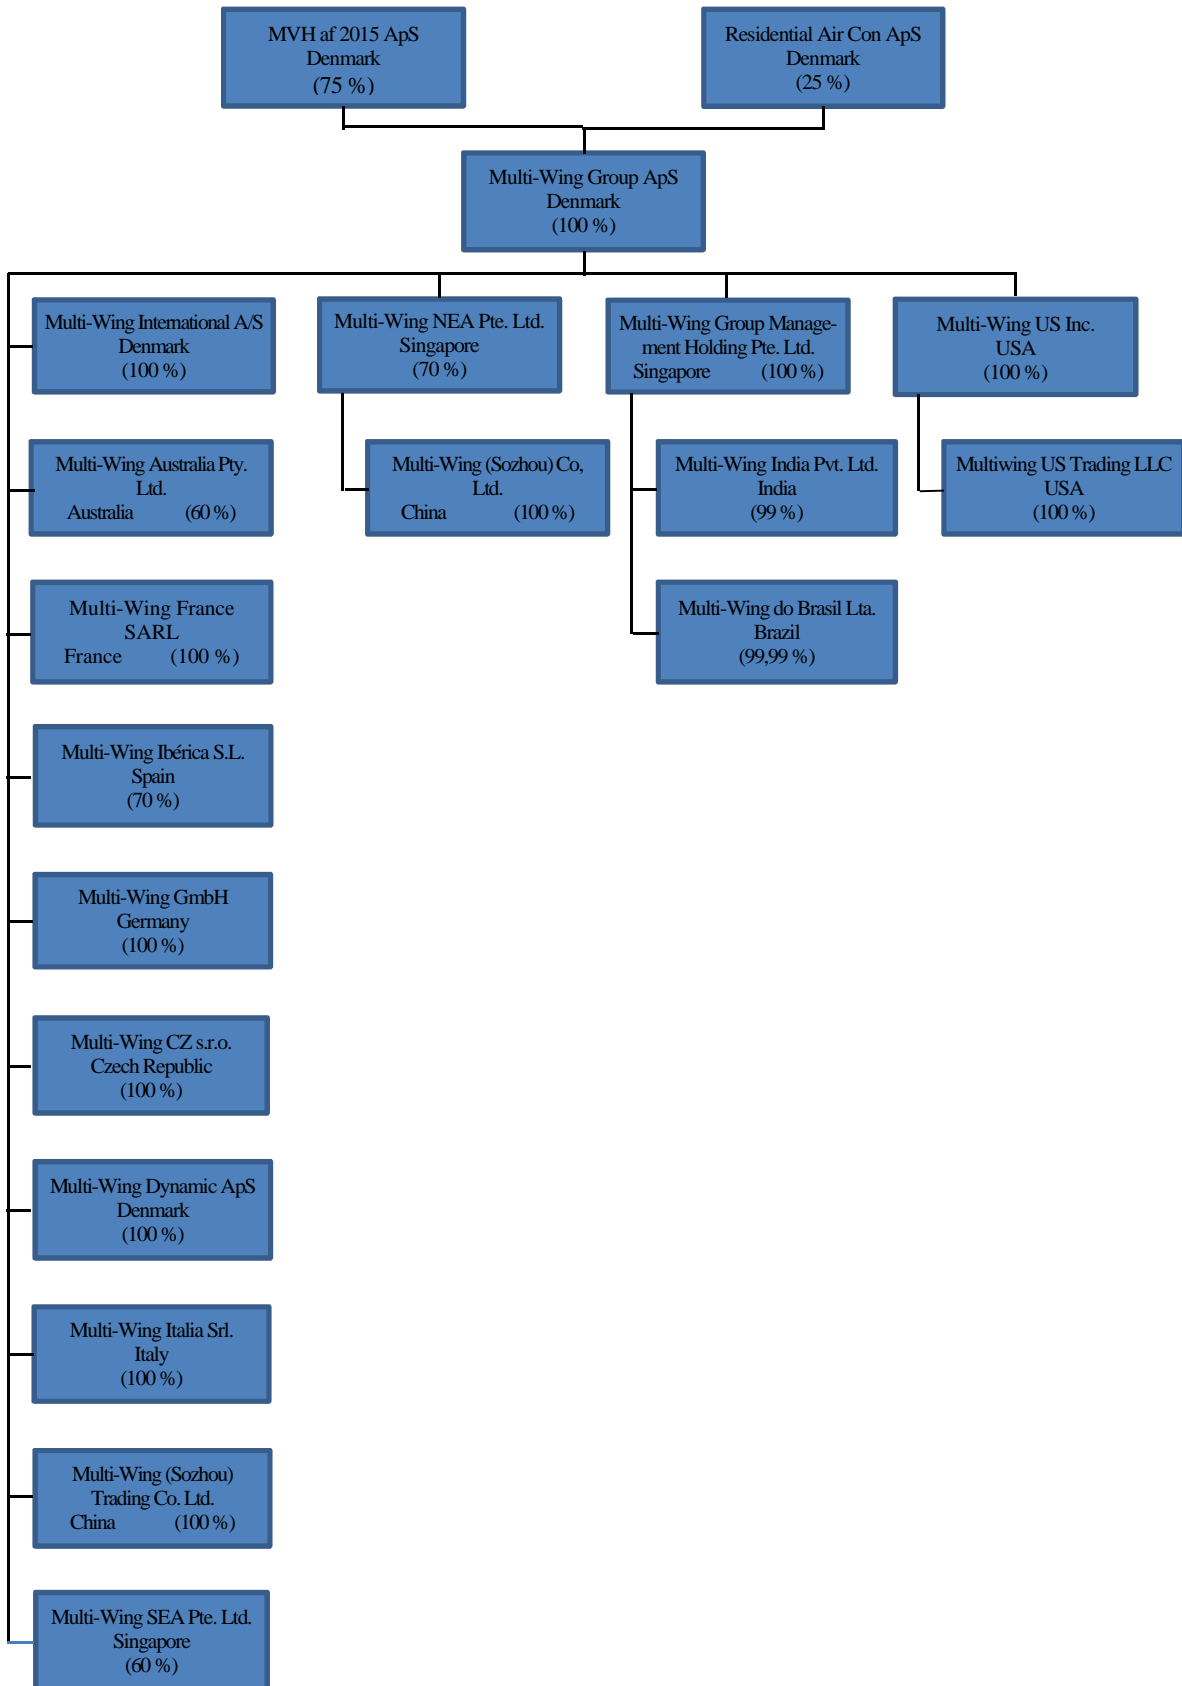 MVH af 2015 ApS
Denmark
(75 %)
Residential Air Con ApS
Denmark
(25 %)
Multi-Wing Group ApS
Denmark
(100 %)
Multi-Wing International A/S
Denmark
(100 %)
Multi-Wing NEA Pte. Ltd.
Singapore
(70 %)
Multi-Wing Group Manage-
ment Holding Pte. Ltd.
Singapore (100 %)
Multi-Wing US Inc.
USA
(100 %)
Multi-Wing Australia Pty.
Ltd.
Australia (60 %)
Multi-Wing (Sozhou) Co,
Ltd.
China (100 %)
Multi-Wing India Pvt. Ltd.
India
(99 %)
Multiwing US Trading LLC
USA
(100 %)
Multi-Wing France
SARL
France (100 %)
Multi-Wing do Brasil Lta.
Brazil
(99,99 %)
Multi-Wing Ibérica S.L.
Spain
(70 %)
Multi-Wing GmbH
Germany
(100 %)
Multi-Wing CZ s.r.o.
Czech Republic
(100 %)
Multi-Wing Dynamic ApS
Denmark
(100 %)
Multi-Wing Italia Srl.
Italy
(100 %)
Multi-Wing (Sozhou)
Trading Co. Ltd.
China (100 %)
Multi-Wing SEA Pte. Ltd.
Singapore
(60 %)